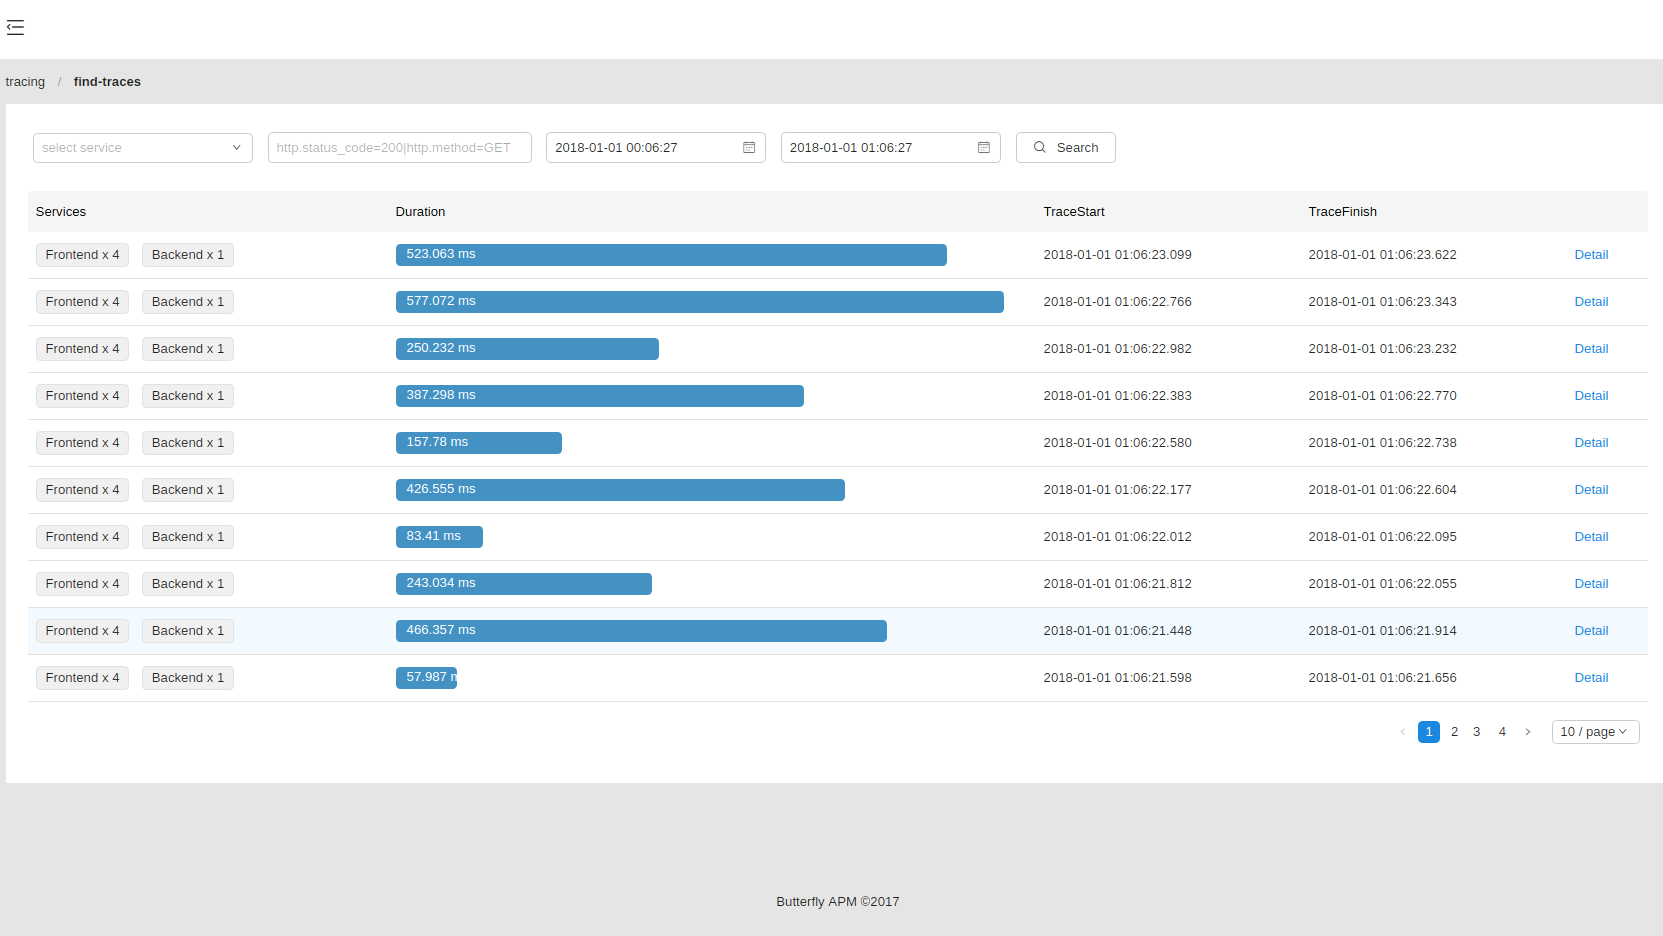 tracing / find-traces
select service http.status_code=200|http.method=GET 2018-01-01 00:06:27 2018-01-01 01:06:27 Search
Services Duration TraceStart TraceFinish
Frontend x 4 Backend x 1 523.063 ms 2018-01-01 01:06:23.099 2018-01-01 01:06:23.622 Detail
Frontend x 4 Backend x 1 577.072 ms 2018-01-01 01:06:22.766 2018-01-01 01:06:23.343 Detail
Frontend x 4 Backend x 1 250.232 ms 2018-01-01 01:06:22.982 2018-01-01 01:06:23.232 Detail
Frontend x 4 Backend x 1 387.298 ms 2018-01-01 01:06:22.383 2018-01-01 01:06:22.770 Detail
Frontend x 4 Backend x 1 157.78 ms 2018-01-01 01:06:22.580 2018-01-01 01:06:22.738 Detail
Frontend x 4 Backend x 1 426.555 ms 2018-01-01 01:06:22.177 2018-01-01 01:06:22.604 Detail
Frontend x 4 Backend x 1 83.41 ms 2018-01-01 01:06:22.012 2018-01-01 01:06:22.095 Detail
Frontend x 4 Backend x 1 243.034 ms 2018-01-01 01:06:21.812 2018-01-01 01:06:22.055 Detail
Frontend x 4 Backend x 1 466.357 ms 2018-01-01 01:06:21.448 2018-01-01 01:06:21.914 Detail
Frontend x 4 Backend x 1 57.987 2018-01-01 01:06:21.598 2018-01-01 01:06:21.656 Detail
1 2 3 4 10 / page
Butterfly APM ©2017